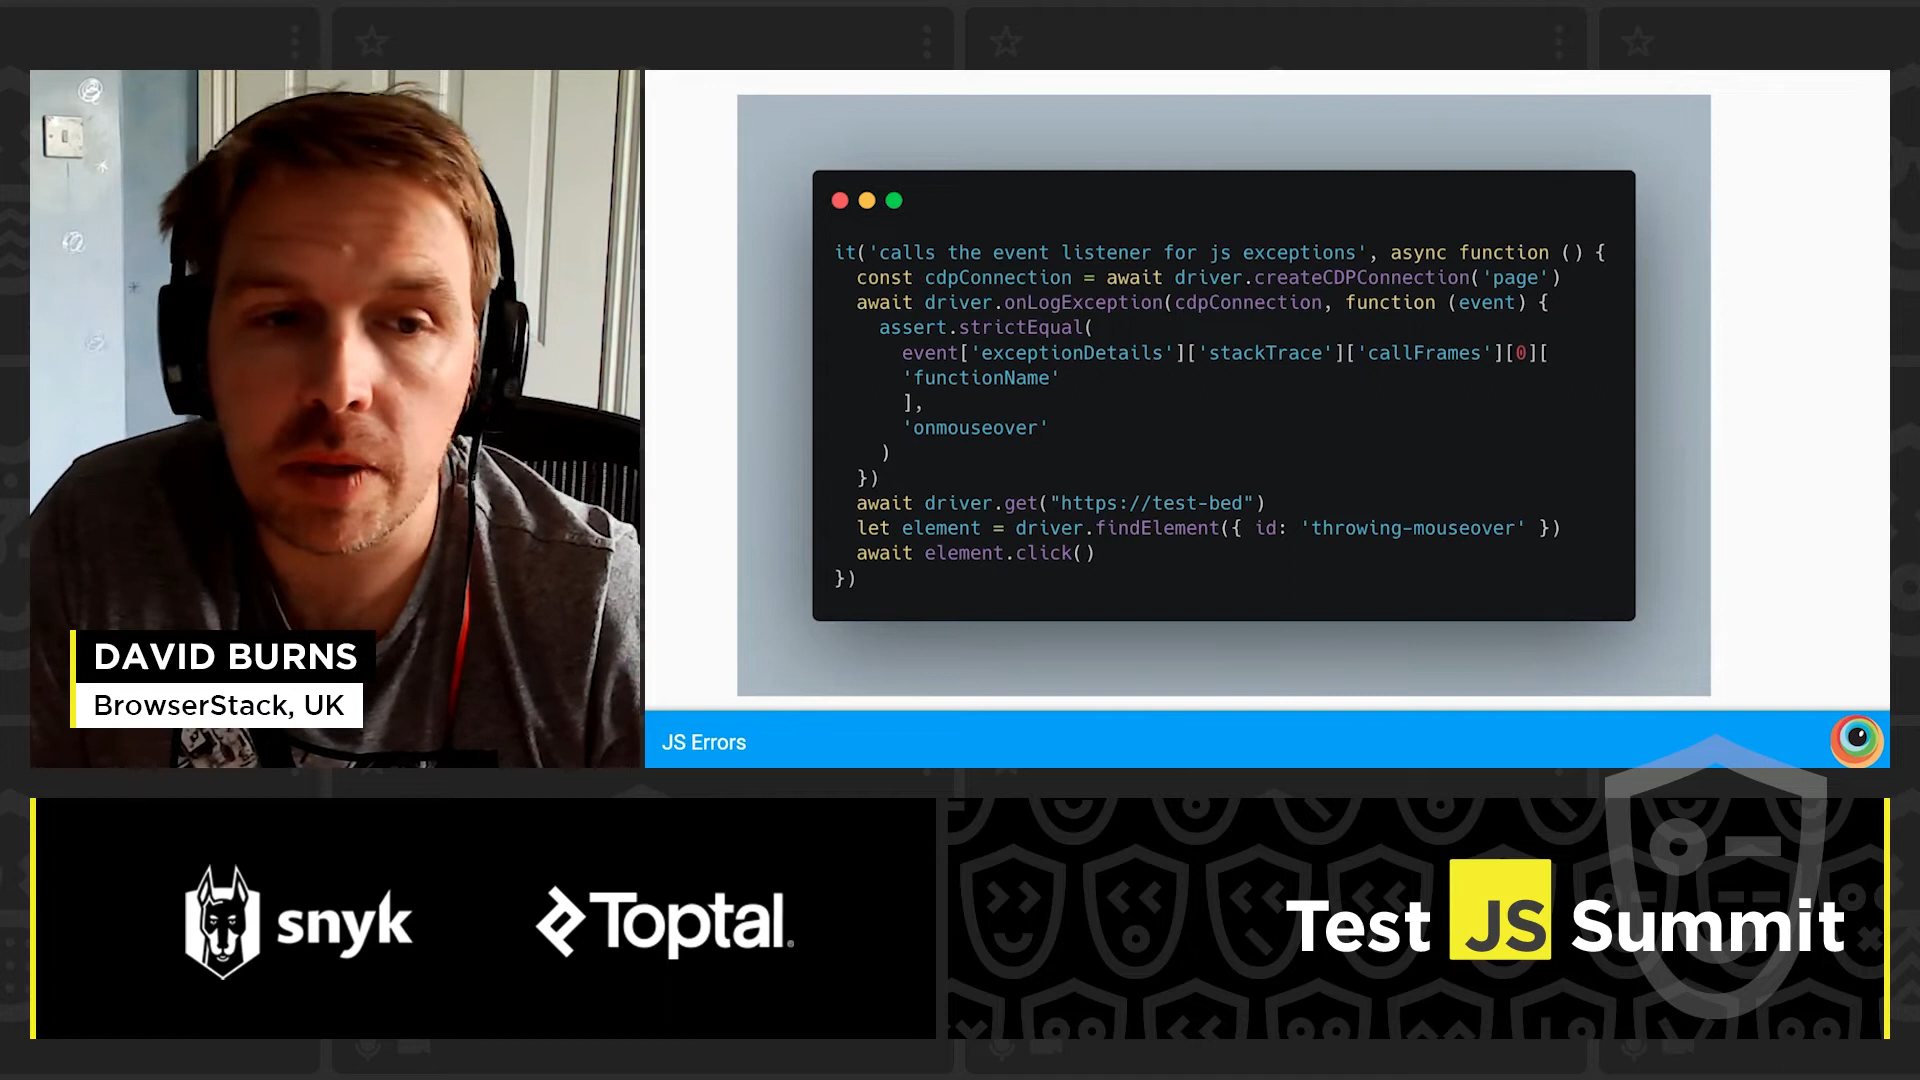 it('calls the event listener for js exceptions', async function () {
const cdpConnection = await driver.createCDPConnection('page')
await driver.onLogException(cdpConnection, function (event) {
assert.strictEqual(
event['exceptionDetails']['stackTrace']['callFrames'][0][
'functionName'
],
'onmouseover'
)
})
await driver.get("https://test-bed")
let element = driver.findElement({ id: 'throwing-mouseover' })
await element.click()
})
DAVID BURNS
BrowserStack, UK
JS Errors
snyk
Toptal.
Test JS Summit